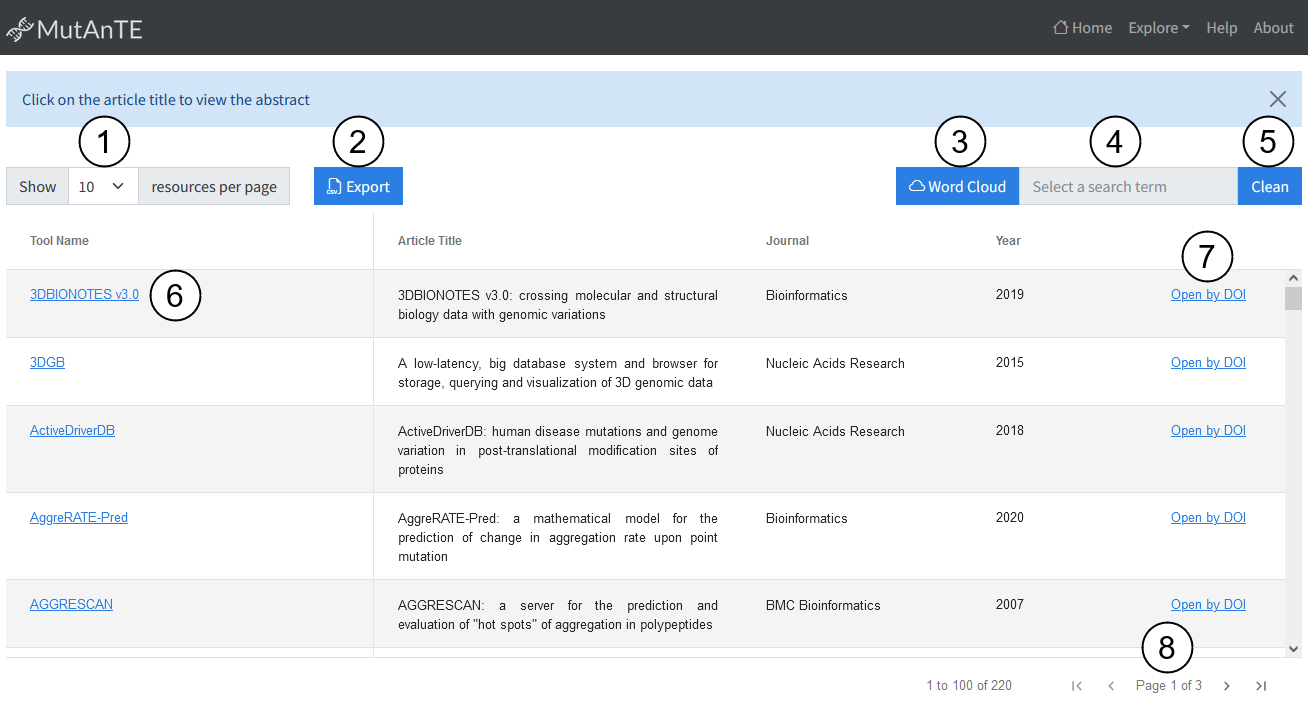 MutAnTE
Home Explore Help About
Click on the article title to view the abstract
1 2 3 4 5
Show 10 resources per page CSV Export Word Cloud Select a search term Clean
Tool Name Article Title Journal Year
7
3DBIONOTES v3.0 6 3DBIONOTES v3.0: crossing molecular and structural Bioinformatics 2019 Open by DOI
biology data with genomic variations
3DGB A low-latency, big database system and browser for Nucleic Acids Research 2015 Open by DOI
storage, querying and visualization of 3D genomic data
ActiveDriverDB ActiveDriverDB: human disease mutations and genome Nucleic Acids Research 2018 Open by DOI
variation in post-translational modification sites of
proteins
AggreRATE-Pred AggreRATE-Pred: a mathematical model for the Bioinformatics 2020 Open by DOI
prediction of change in aggregation rate upon point
mutation
AGGRESCAN AGGRESCAN: a server for the prediction and BMC Bioinformatics 2007 Open by DOI
evaluation of "hot spots" of aggregation in polypeptides
8
1 to 100 of 220 Page 1 of 3